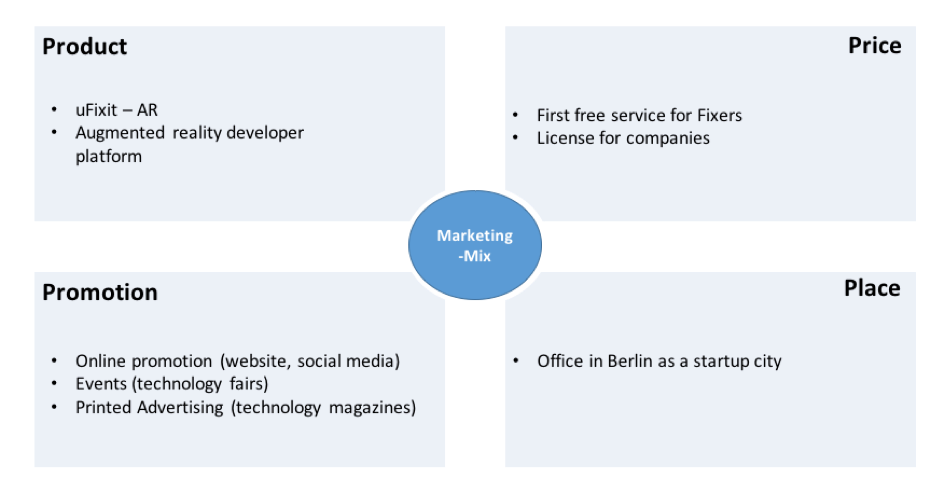 Product
• uFixit – AR
• Augmented reality developer
platform
Price
• First free service for Fixers
• License for companies
Marketing
-Mix
Promotion
• Online promotion (website, social media)
• Events (technology fairs)
• Printed Advertising (technology magazines)
Place
• Office in Berlin as a startup city